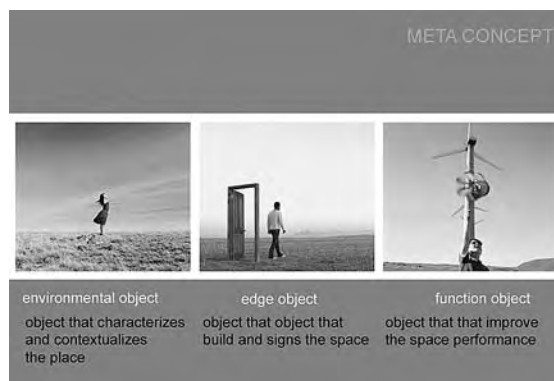 META CONCEPT
environmental object
object that characterizes
and contextualizes
the place
edge object
object that object that
build and signs the space
function object
object that that improve
the space performance